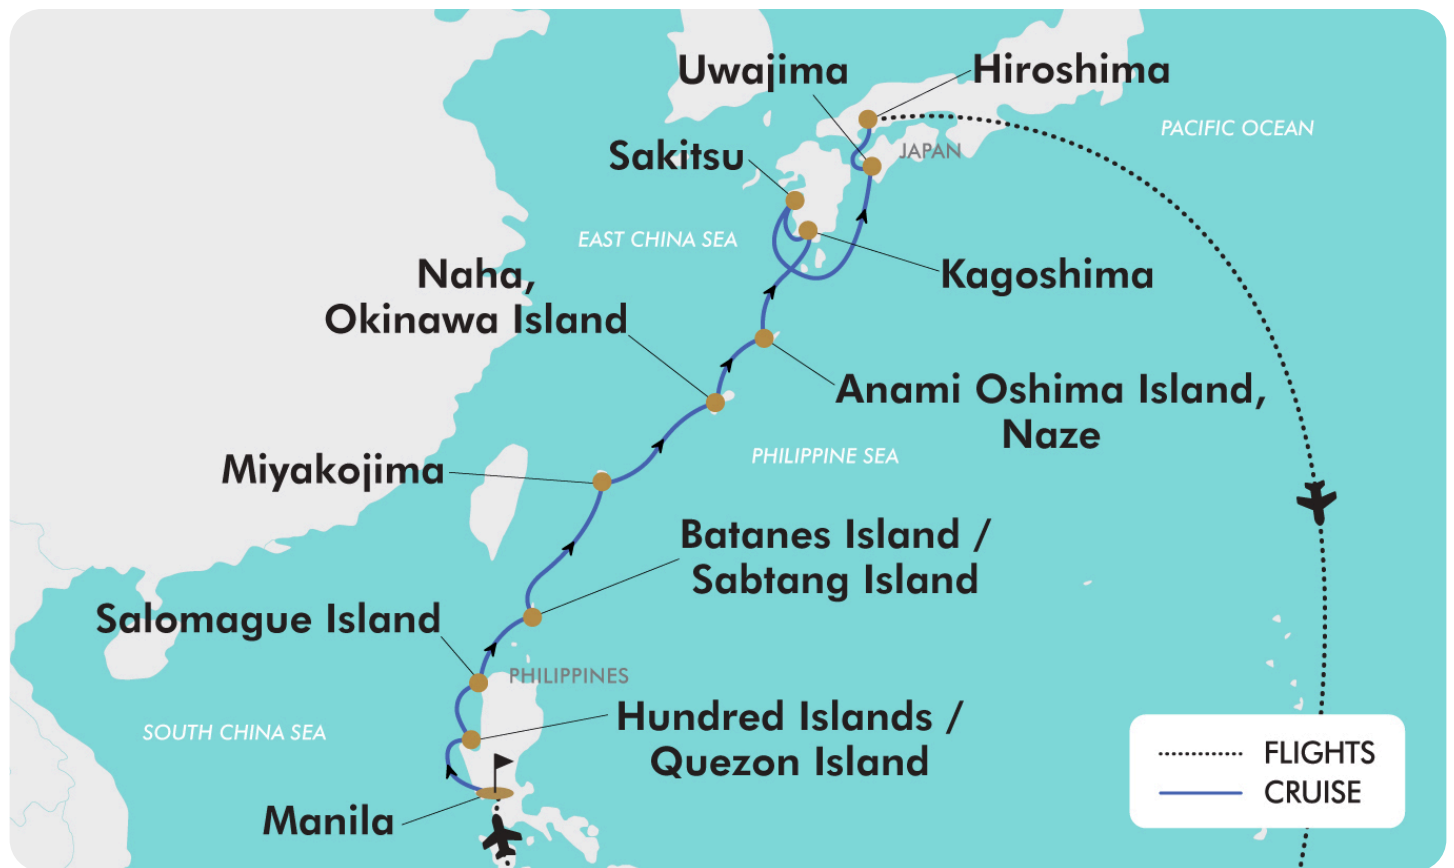 Uwajima
Hiroshima
PACIFIC OCEAN
Sakitsu
JAPAN
EAST CHINA SEA
Kagoshima
Naha,
Okinawa Island
Anami Oshima Island,
Naze
PHILIPPINE SEA
Miyakojima
Batanes Island /
Sabtang Island
Salomague Island
PHILIPPINES
Hundred Islands /
Quezon Island
SOUTH CHINA SEA
Manila
FLIGHTS
CRUISE